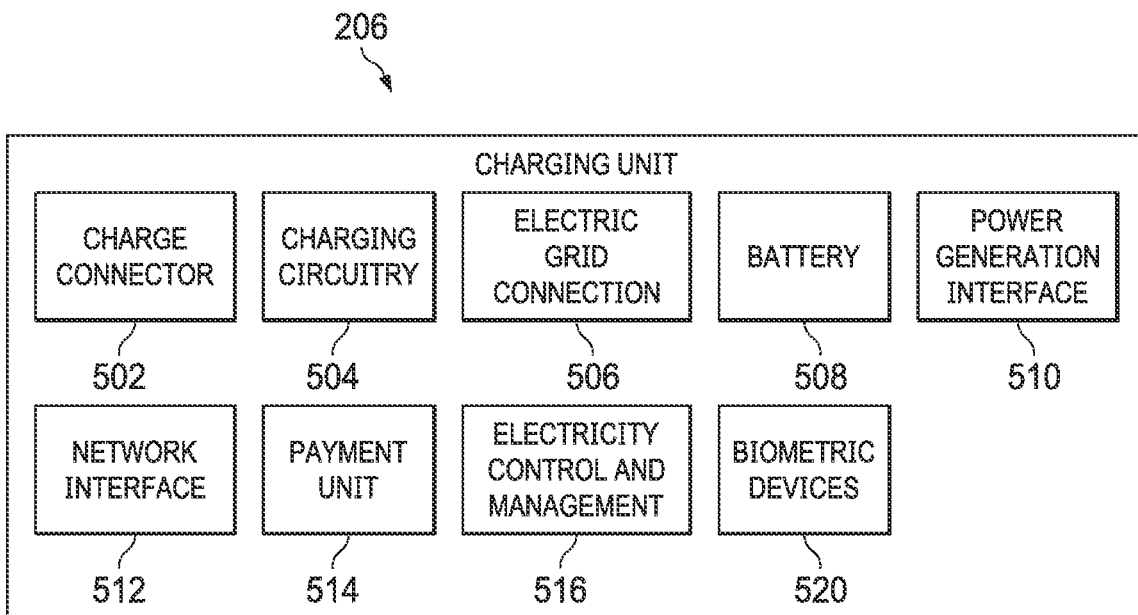 206
CHARGING UNIT
CHARGE
CONNECTOR
502
CHARGING
CIRCUITRY
504
ELECTRIC
GRID
CONNECTION
506
BATTERY
508
POWER
GENERATION
INTERFACE
510
NETWORK
INTERFACE
512
PAYMENT
UNIT
514
ELECTRICITY
CONTROL AND
MANAGEMENT
516
BIOMETRIC
DEVICES
520